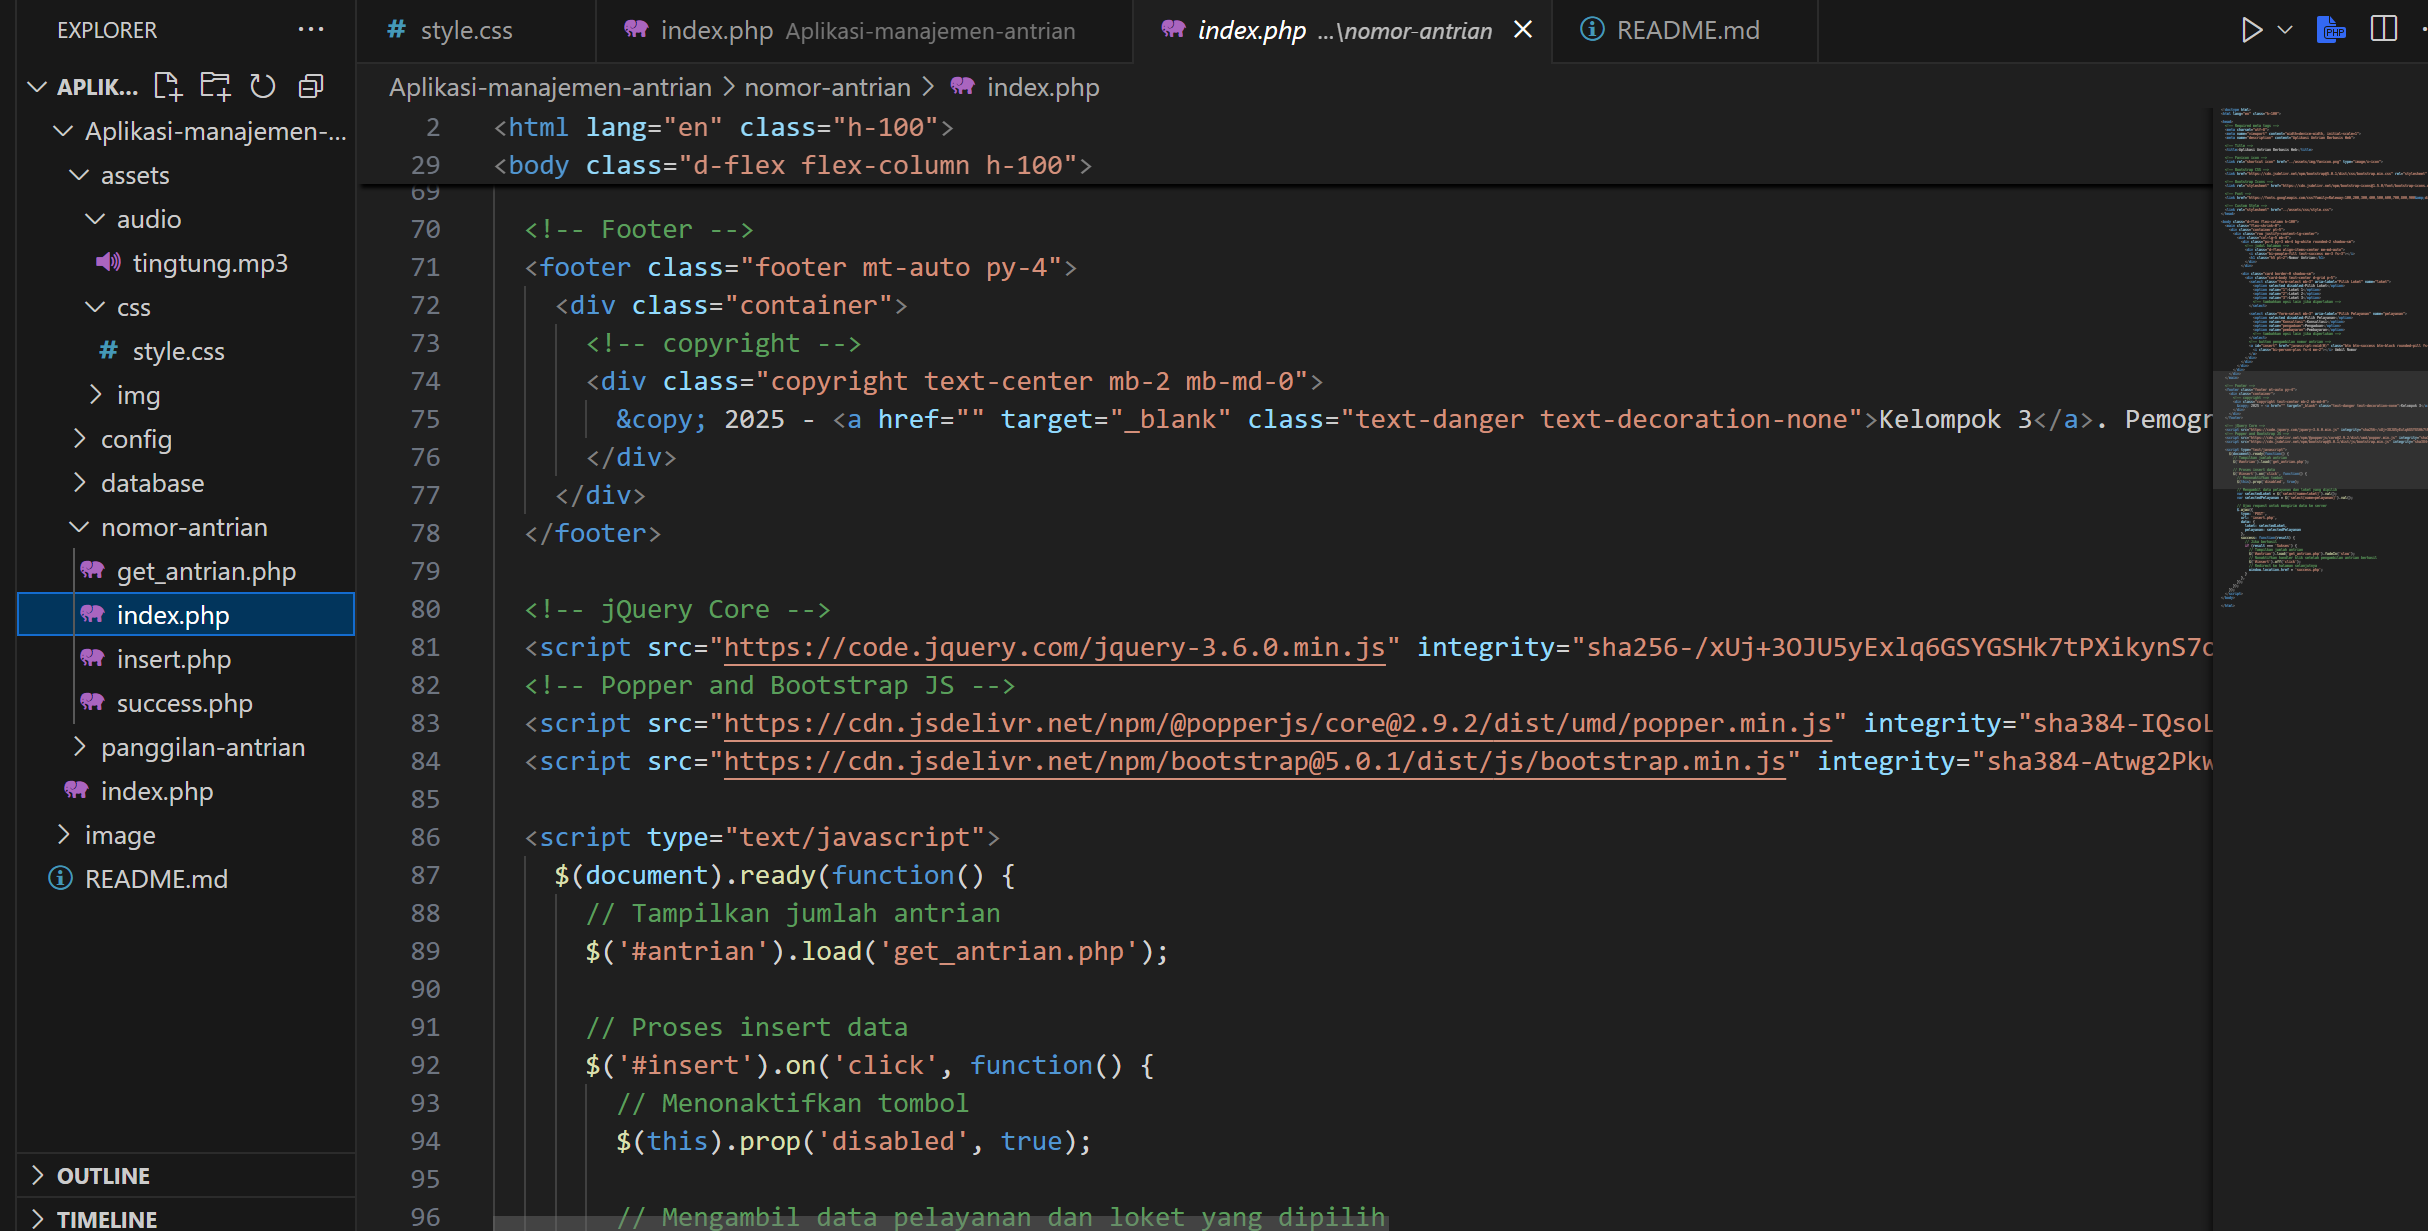 EXPLORER
APLIK...
Aplikasi-manajemen-...
assets
audio
tingtung.mp3
css
style.css
img
config
database
nomor-antrian
get_antrian.php
index.php
insert.php
success.php
panggilan-antrian
index.php
image
README.md
OUTLINE
TIMELINE
style.css
index.php Aplikasi-manajemen-antrian
index.php ...\nomor-antrian
README.md
Aplikasi-manajemen-antrian > nomor-antrian > index.php
2 <html lang="en" class="h-100">
29 <body class="d-flex flex-column h-100">
69
70 <!-- Footer -->
71 <footer class="footer mt-auto py-4">
72 <div class="container">
73 <!-- copyright -->
74 <div class="copyright text-center mb-2 mb-md-0">
75 &copy; 2025 - <a href="" target="_blank" class="text-danger text-decoration-none">Kelompok 3</a>. Pemogr
76 </div>
77 </div>
78 </footer>
79
80 <!-- jQuery Core -->
81 <script src="https://code.jquery.com/jquery-3.6.0.min.js" integrity="sha256-/xUj+3OJU5yExlq6GSYGSHk7tPXikynS7c
82 <!-- Popper and Bootstrap JS -->
83 <script src="https://cdn.jsdelivr.net/npm/@popperjs/core@2.9.2/dist/umd/popper.min.js" integrity="sha384-IQsoL
84 <script src="https://cdn.jsdelivr.net/npm/bootstrap@5.0.1/dist/js/bootstrap.min.js" integrity="sha384-Atwg2Pkw
85
86 <script type="text/javascript">
87 $(document).ready(function() {
88 // Tampilkan jumlah antrian
89 $('#antrian').load('get_antrian.php');
90
91 // Proses insert data
92 $('#insert').on('click', function() {
93 // Menonaktifkan tombol
94 $(this).prop('disabled', true);
95
96 // Mengambil data pelayanan dan loket yang dipilih